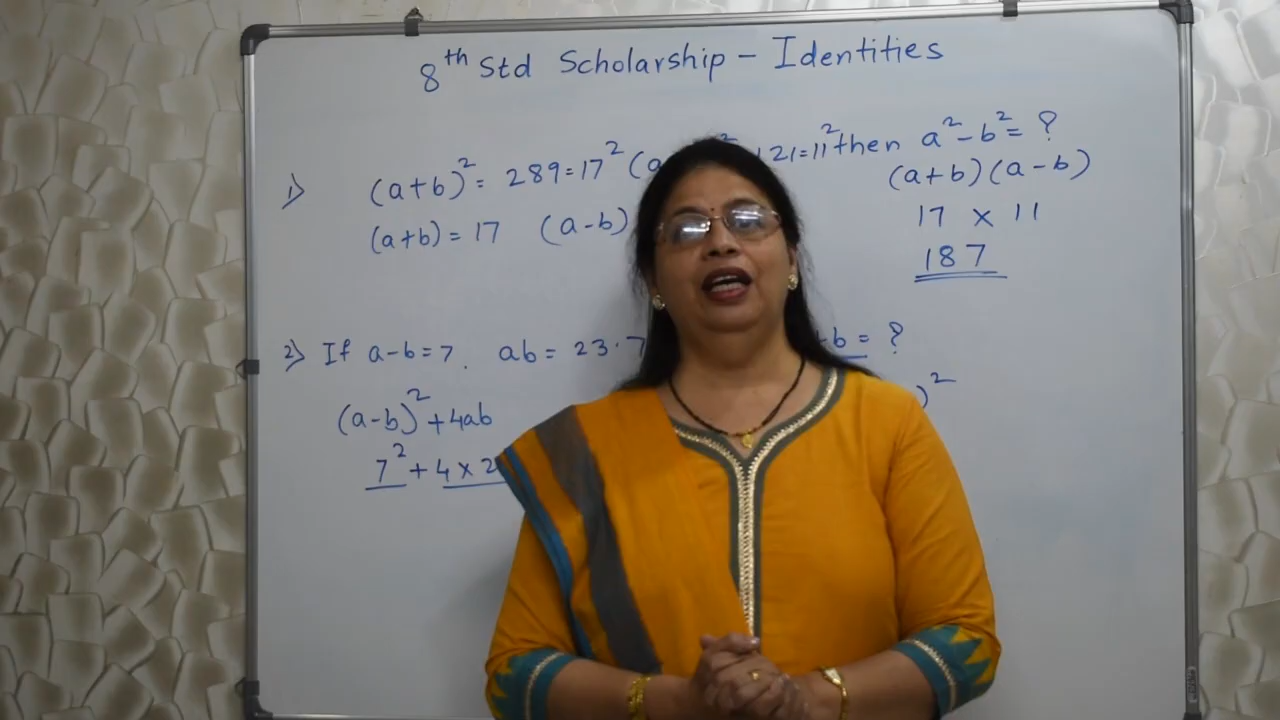 8th Std Scholarship - Identities
1) (a+b)² = 289 = 17² (a 121 = 11² then a² - b² = ?
(a+b)(a-b)
(a+b) = 17 (a-b)
17 x 11
187
2) If a-b = 7. ab = 23.7 -b = ?
(a-b)² + 4ab )²
7² + 4 x 2